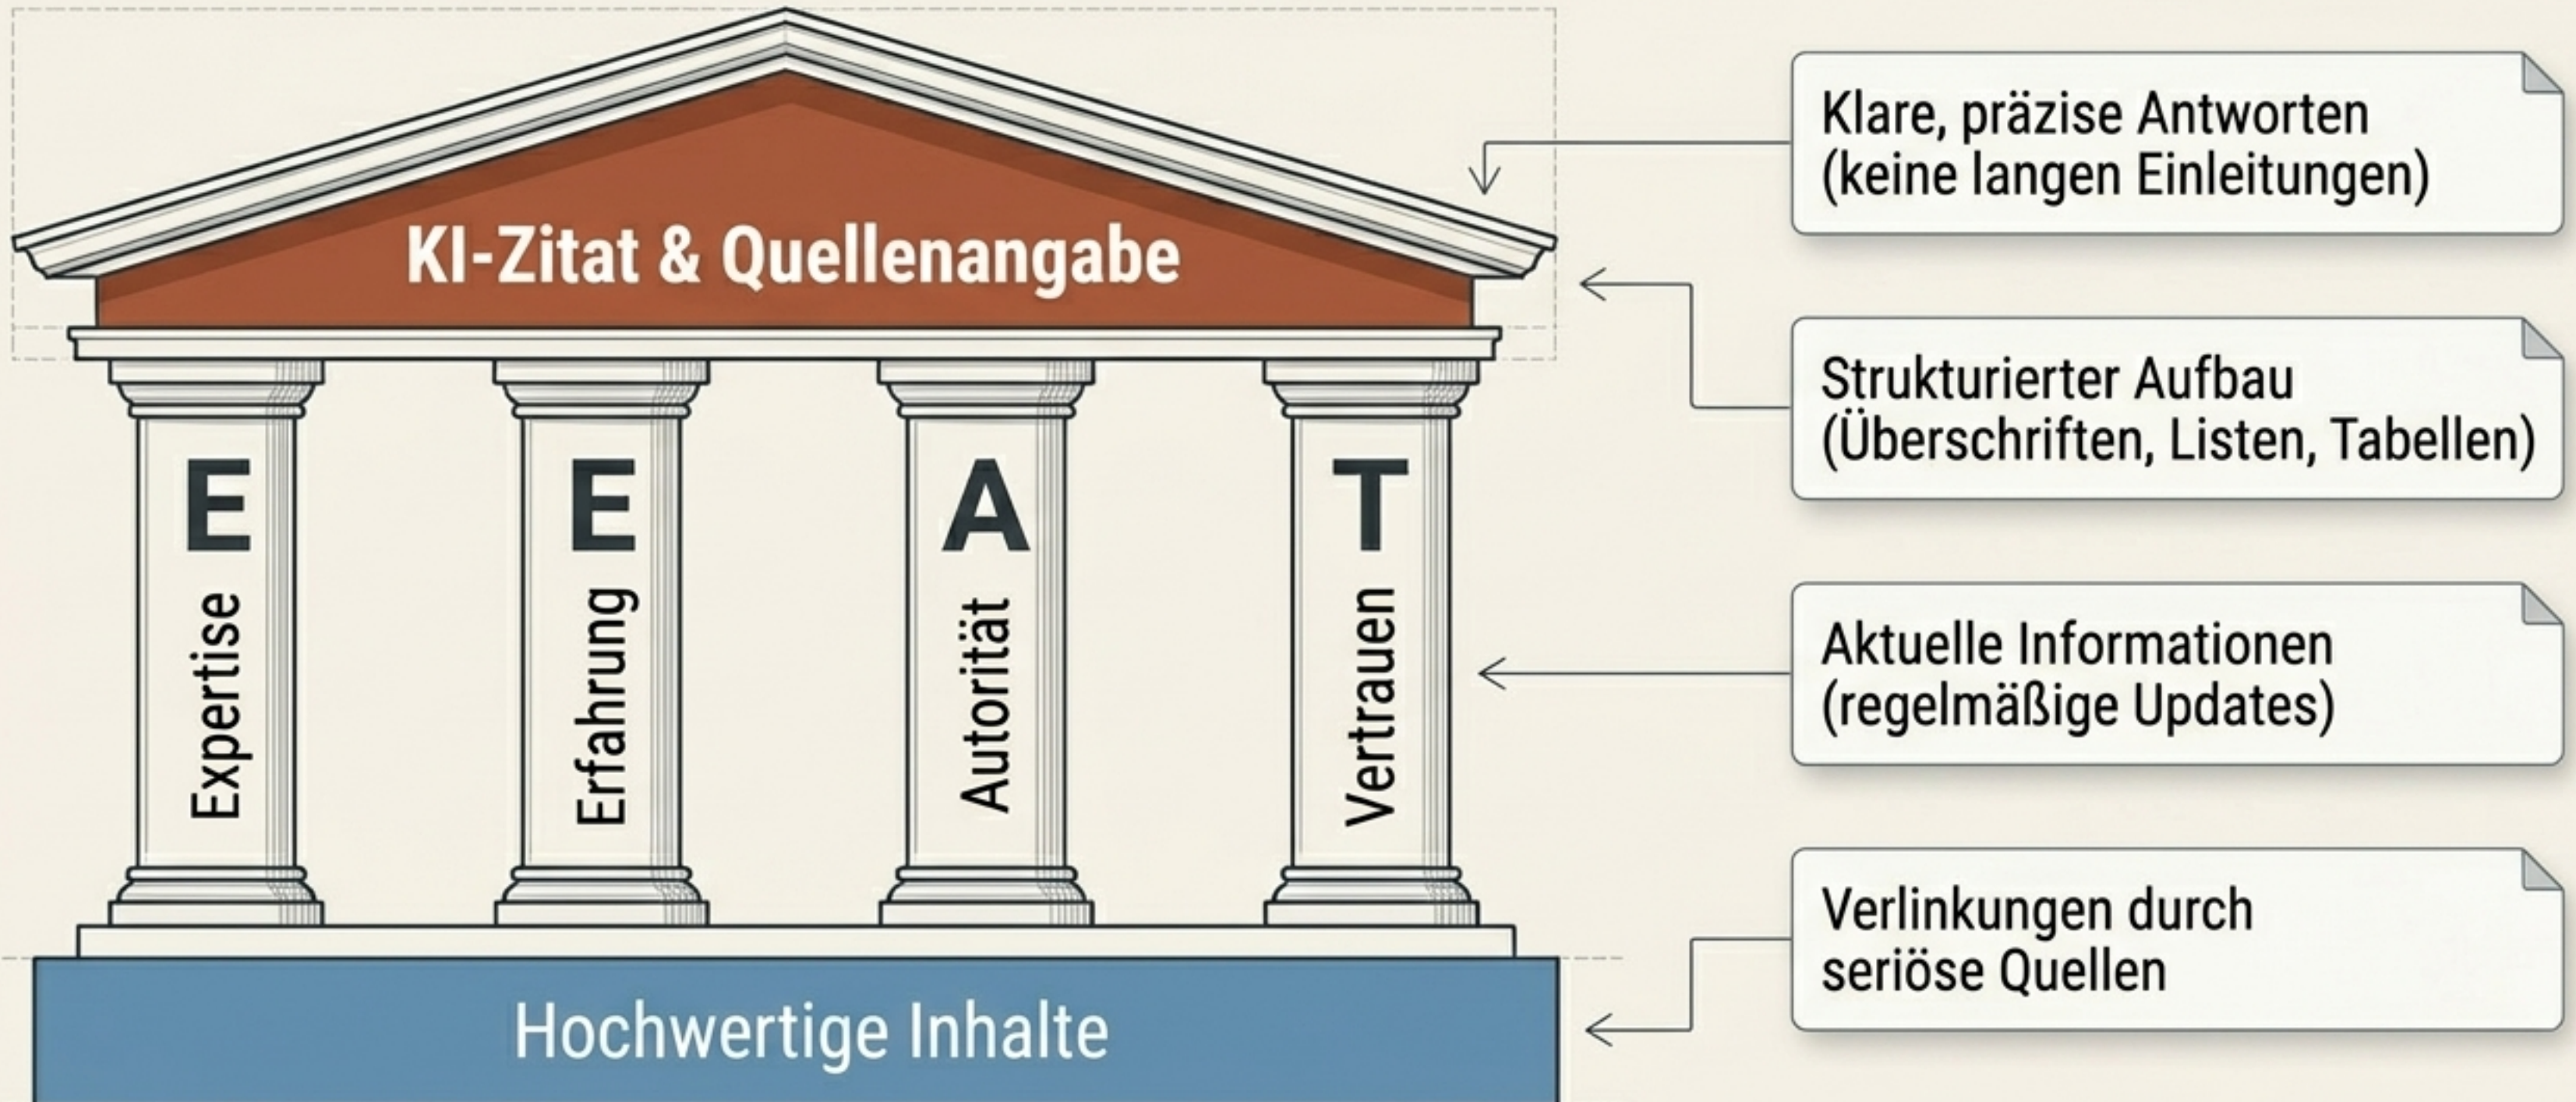 KI-Zitat & Quellenangabe
E
Expertise
E
Erfahrung
A
Autorität
T
Vertrauen
Hochwertige Inhalte
Klare, präzise Antworten
(keine langen Einleitungen)
Strukturierter Aufbau
(Überschriften, Listen, Tabellen)
Aktuelle Informationen
(regelmäßige Updates)
Verlinkungen durch
seriöse Quellen